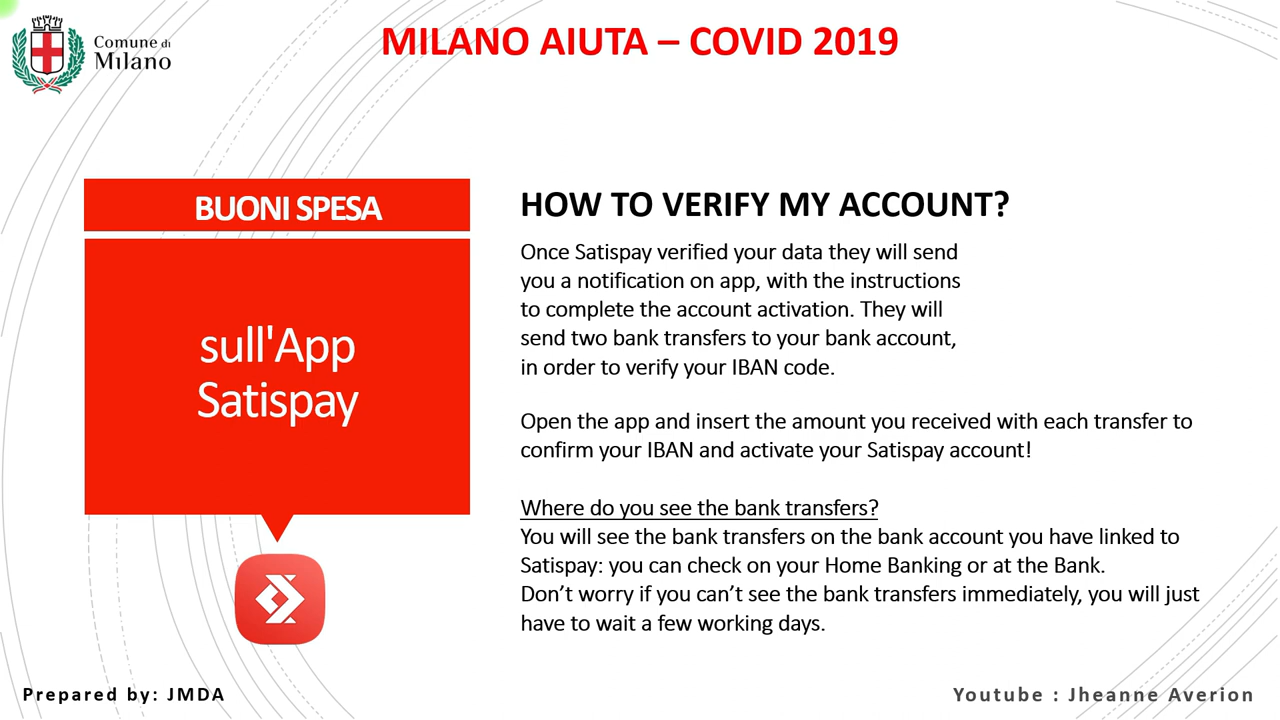 Comune di
Milano
MILANO AIUTA – COVID 2019
BUONI SPESA
sull'App
Satispay
HOW TO VERIFY MY ACCOUNT?
Once Satispay verified your data they will send
you a notification on app, with the instructions
to complete the account activation. They will
send two bank transfers to your bank account,
in order to verify your IBAN code.
Open the app and insert the amount you received with each transfer to
confirm your IBAN and activate your Satispay account!
Where do you see the bank transfers?
You will see the bank transfers on the bank account you have linked to
Satispay: you can check on your Home Banking or at the Bank.
Don’t worry if you can’t see the bank transfers immediately, you will just
have to wait a few working days.
Prepared by: JMDA
Youtube : Jheanne Averion